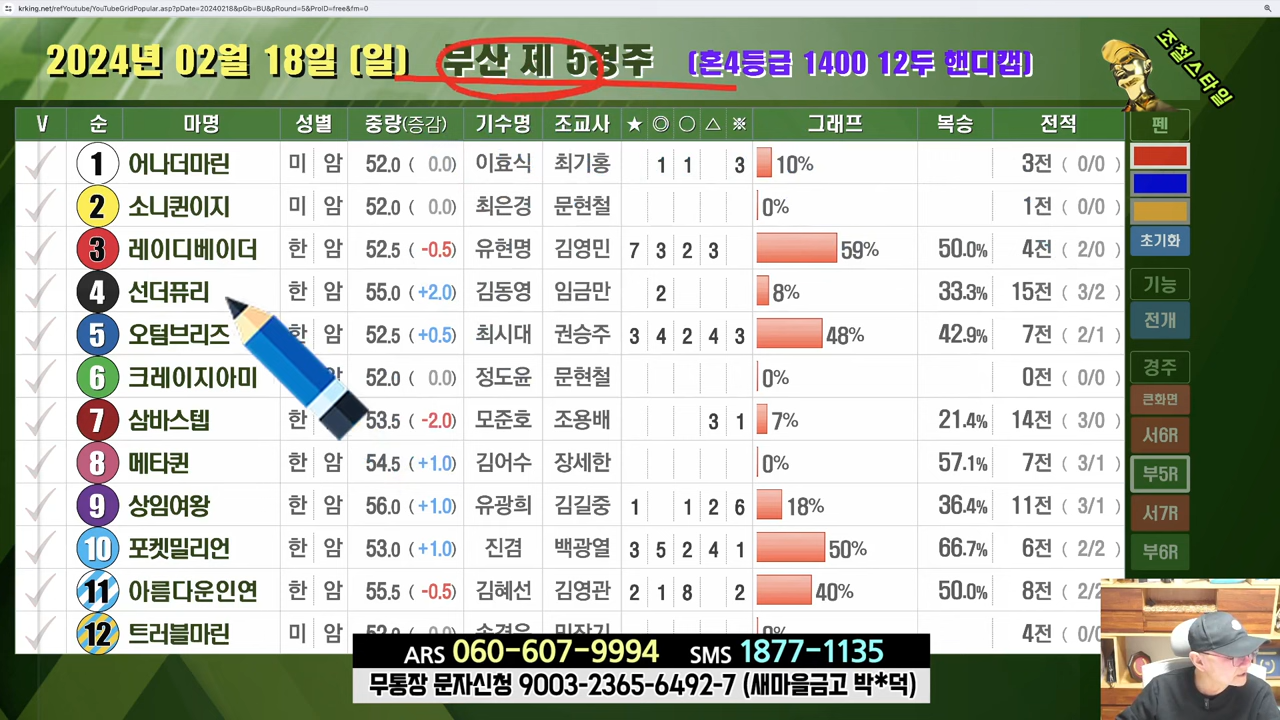 krking.net/refYoutube/YouTubeGridPopular.asp?pDate=20240218&pGb=BU&pRound=5&ProID=free&fm=0
2024년 02월 18일 (일) 부산 제 5경주 (혼4등급 1400 12두 핸디캡)
조철스타일
V 순 마명 성별 중량(증감) 기수명 조교사 ★ ◎ ○ △ ※ 그래프 복승 전적
1 어나더마린 미 암 52.0 ( 0.0) 이효식 최기홍 1 1 3 10% 3전 ( 0/0 )
2 소니퀸이지 미 암 52.0 ( 0.0) 최은경 문현철 0% 1전 ( 0/0 )
3 레이디베이더 한 암 52.5 ( -0.5) 유현명 김영민 7 3 2 3 59% 50.0% 4전 ( 2/0 )
4 선더퓨리 한 암 55.0 (+2.0) 김동영 임금만 2 8% 33.3% 15전 ( 3/2 )
5 오텀브리즈 한 암 52.5 (+0.5) 최시대 권승주 3 4 2 4 3 48% 42.9% 7전 ( 2/1 )
6 크레이지아미 52.0 ( 0.0) 정도윤 문현철 0% 0전 ( 0/0 )
7 삼바스텝 한 53.5 ( -2.0) 모준호 조용배 3 1 7% 21.4% 14전 ( 3/0 )
8 메타퀸 한 암 54.5 (+1.0) 김어수 장세한 0% 57.1% 7전 ( 3/1 )
9 상임여왕 한 암 56.0 (+1.0) 유광희 김길중 1 1 2 6 18% 36.4% 11전 ( 3/1 )
10 포켓밀리언 한 암 53.0 (+1.0) 진겸 백광열 3 5 2 4 1 50% 66.7% 6전 ( 2/2 )
11 아름다운인연 한 암 55.5 ( -0.5) 김혜선 김영관 2 1 8 2 40% 50.0% 8전 ( 2/2
12 트러블마린 미 암 4전 ( 0/0
펜
초기화
기능
전개
경주
큰화면
서6R
부5R
서7R
부6R
ARS 060-607-9994 SMS 1877-1135
무통장 문자신청 9003-2365-6492-7 (새마을금고 박*덕)